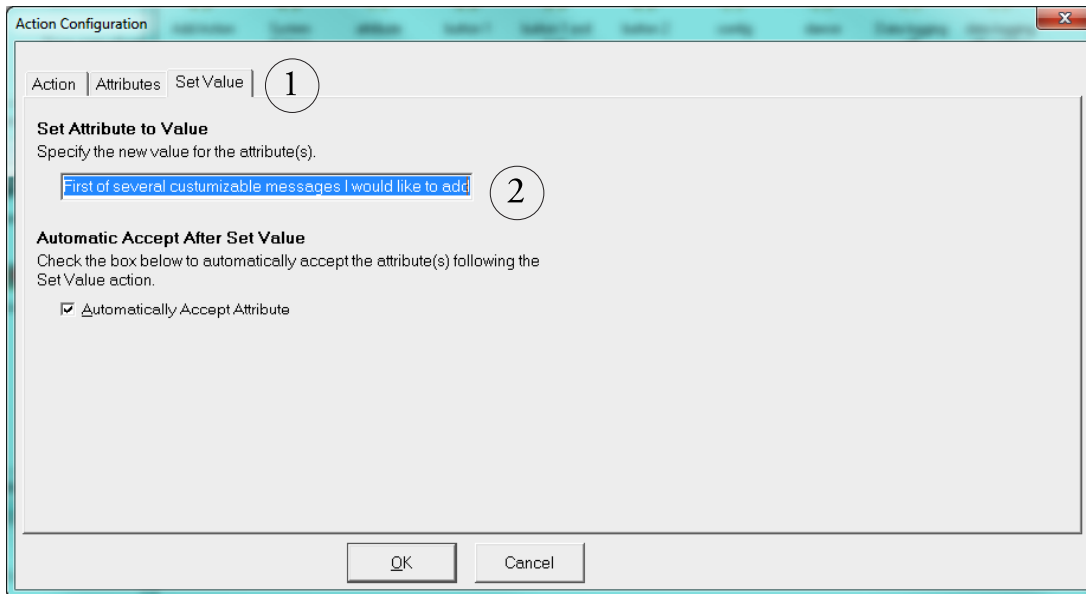 Action Configuration
Action
Attributes
Set Value
1
Set Attribute to Value
Specify the new value for the attribute(s).
First of several custumizable messages I would like to add
2
Automatic Accept After Set Value
Check the box below to automatically accept the attribute(s) following the
Set Value action.
Automatically Accept Attribute
OK
Cancel